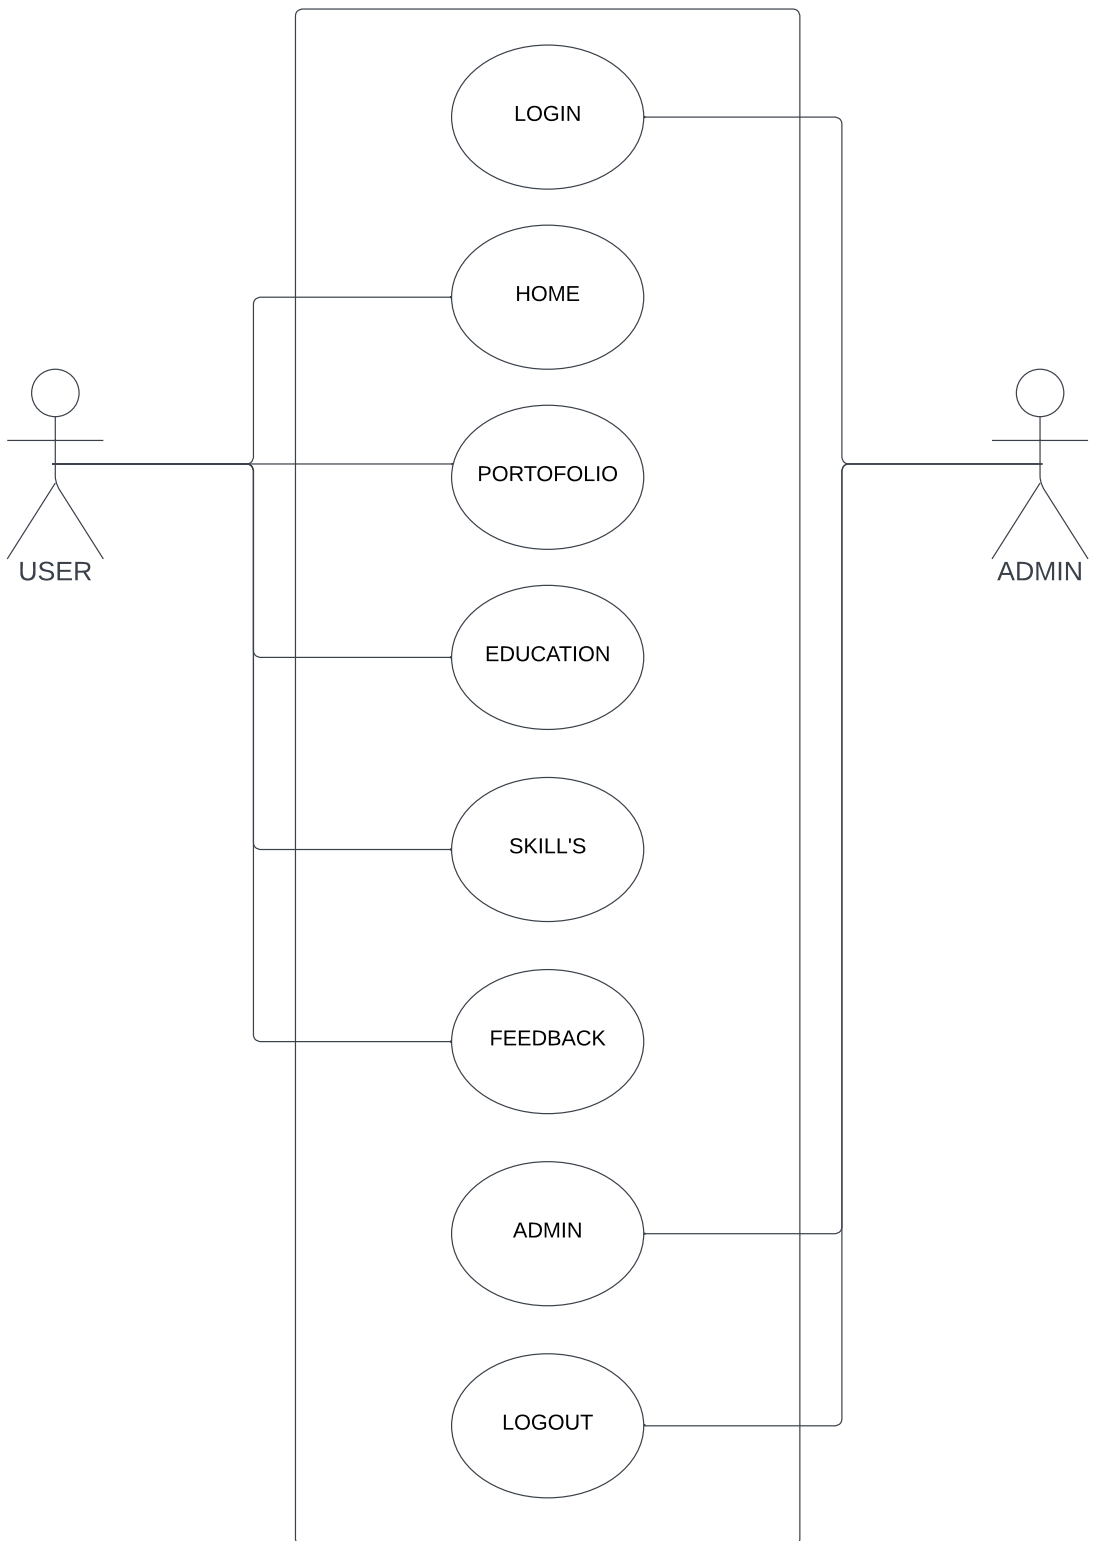 LOGIN
HOME
PORTOFOLIO
USER
ADMIN
EDUCATION
SKILL'S
FEEDBACK
ADMIN
LOGOUT